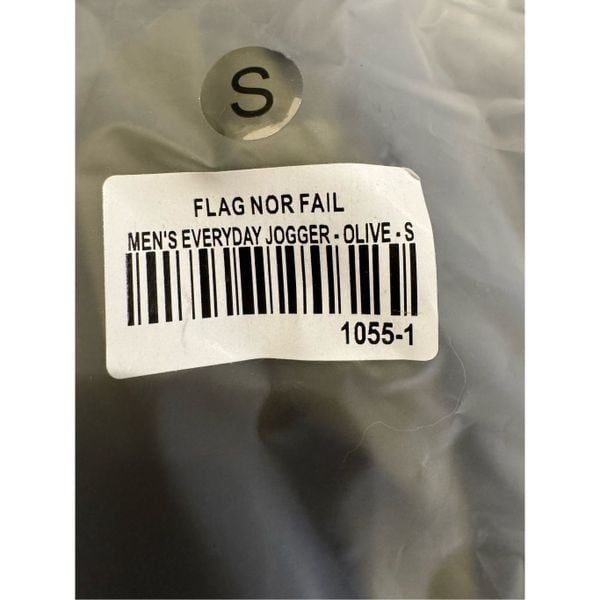 S
FLAG NOR FAIL
MEN'S EVERYDAY JOGGER - OLIVE - S
1055-1